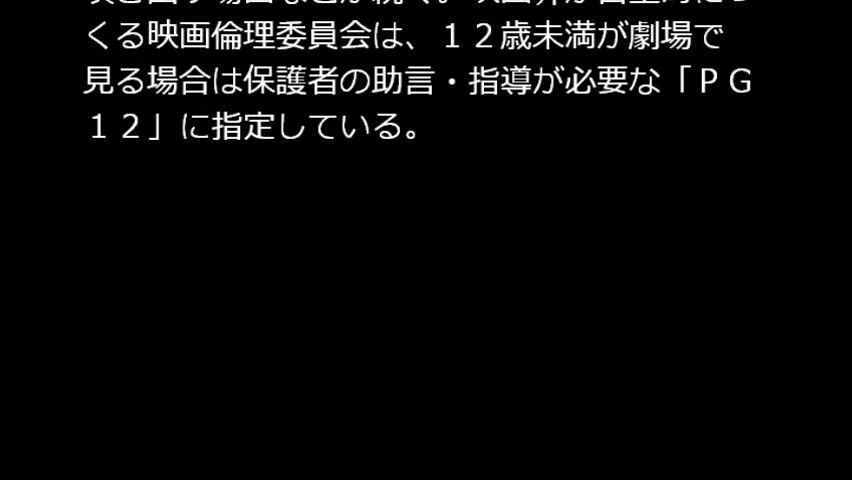 くる映画倫理委員会は、１２歳未満が劇場で
見る場合は保護者の助言・指導が必要な「ＰＧ
１２」に指定している。